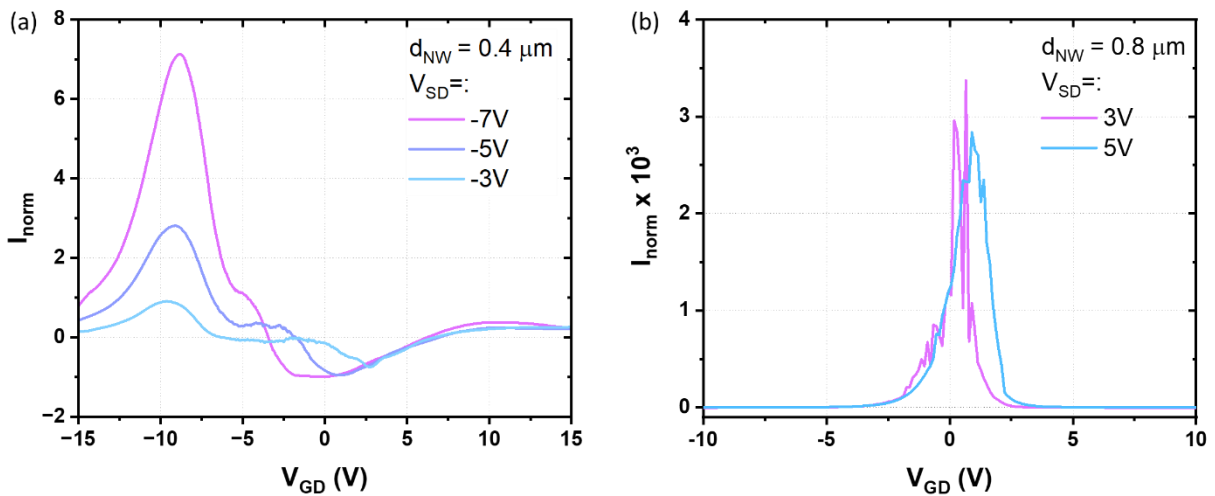 (a)
8
6
4
2
0
−2
I_norm
d_NW = 0.4 μm
V_SD=:
-7V
-5V
-3V
−15
−10
−5
0
5
10
15
V_GD (V)
(b)
4
3
2
1
0
I_norm x 10^3
d_NW = 0.8 μm
V_SD=:
3V
5V
-10
-5
0
5
10
V_GD (V)